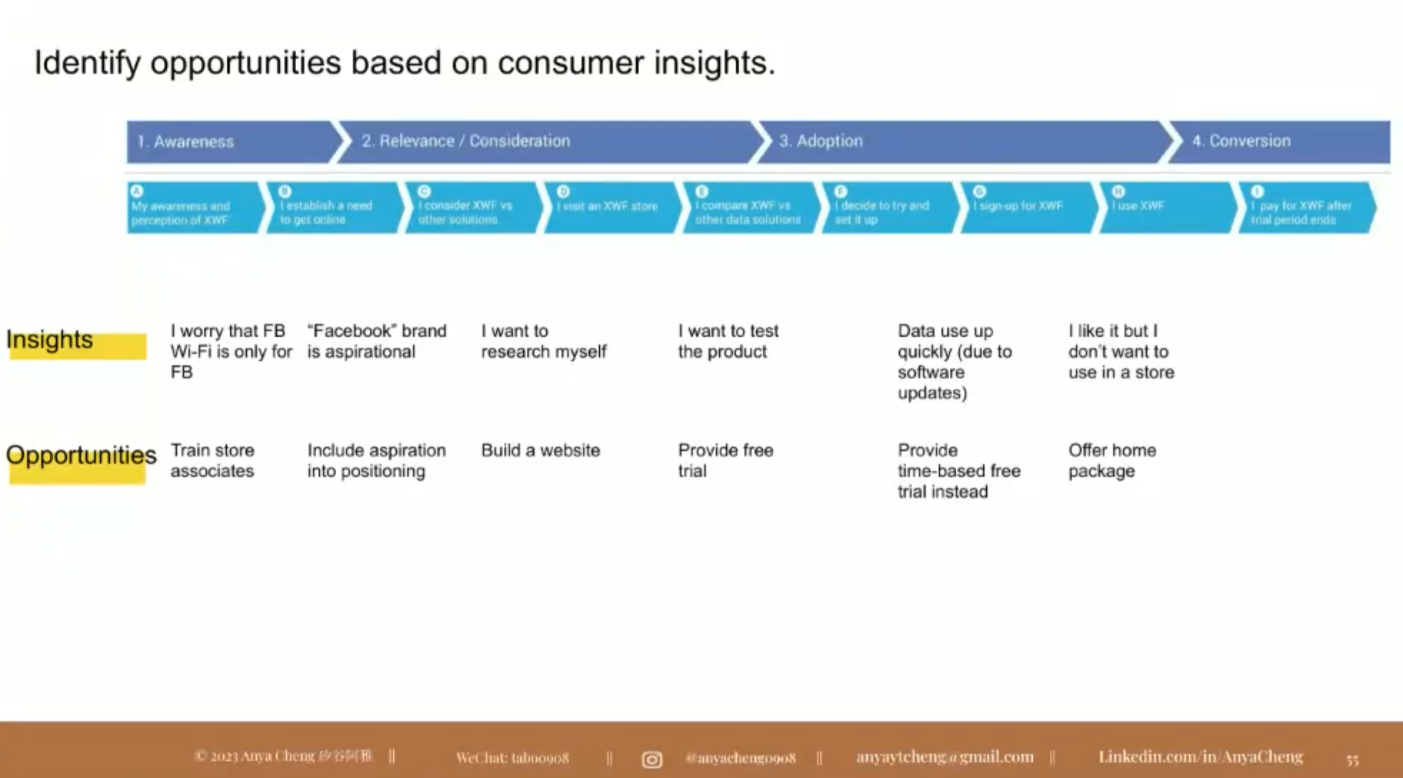 Identify opportunities based on consumer insights.
1. Awareness
2. Relevance / Consideration
3. Adoption
4. Conversion
A
My awareness and
perception of XWF
B
I establish a need
to get online
C
I consider XWF vs
other solutions
D
I visit an XWF store
E
I compare XWF vs
other data solutions
F
I decide to try and
set it up
G
I sign-up for XWF
H
I use XWF
I
I pay for XWF after
trial period ends
Insights
I worry that FB
Wi-Fi is only for
FB
“Facebook” brand
is aspirational
I want to
research myself
I want to test
the product
Data use up
quickly (due to
software
updates)
I like it but I
don’t want to
use in a store
Opportunities
Train store
associates
Include aspiration
into positioning
Build a website
Provide free
trial
Provide
time-based free
trial instead
Offer home
package
© 2023 Anya Cheng 矽谷阿雅 || WeChat: tab00908 || @anyacheng0908 || anyaytcheng@gmail.com || Linkedin.com/in/AnyaCheng 55